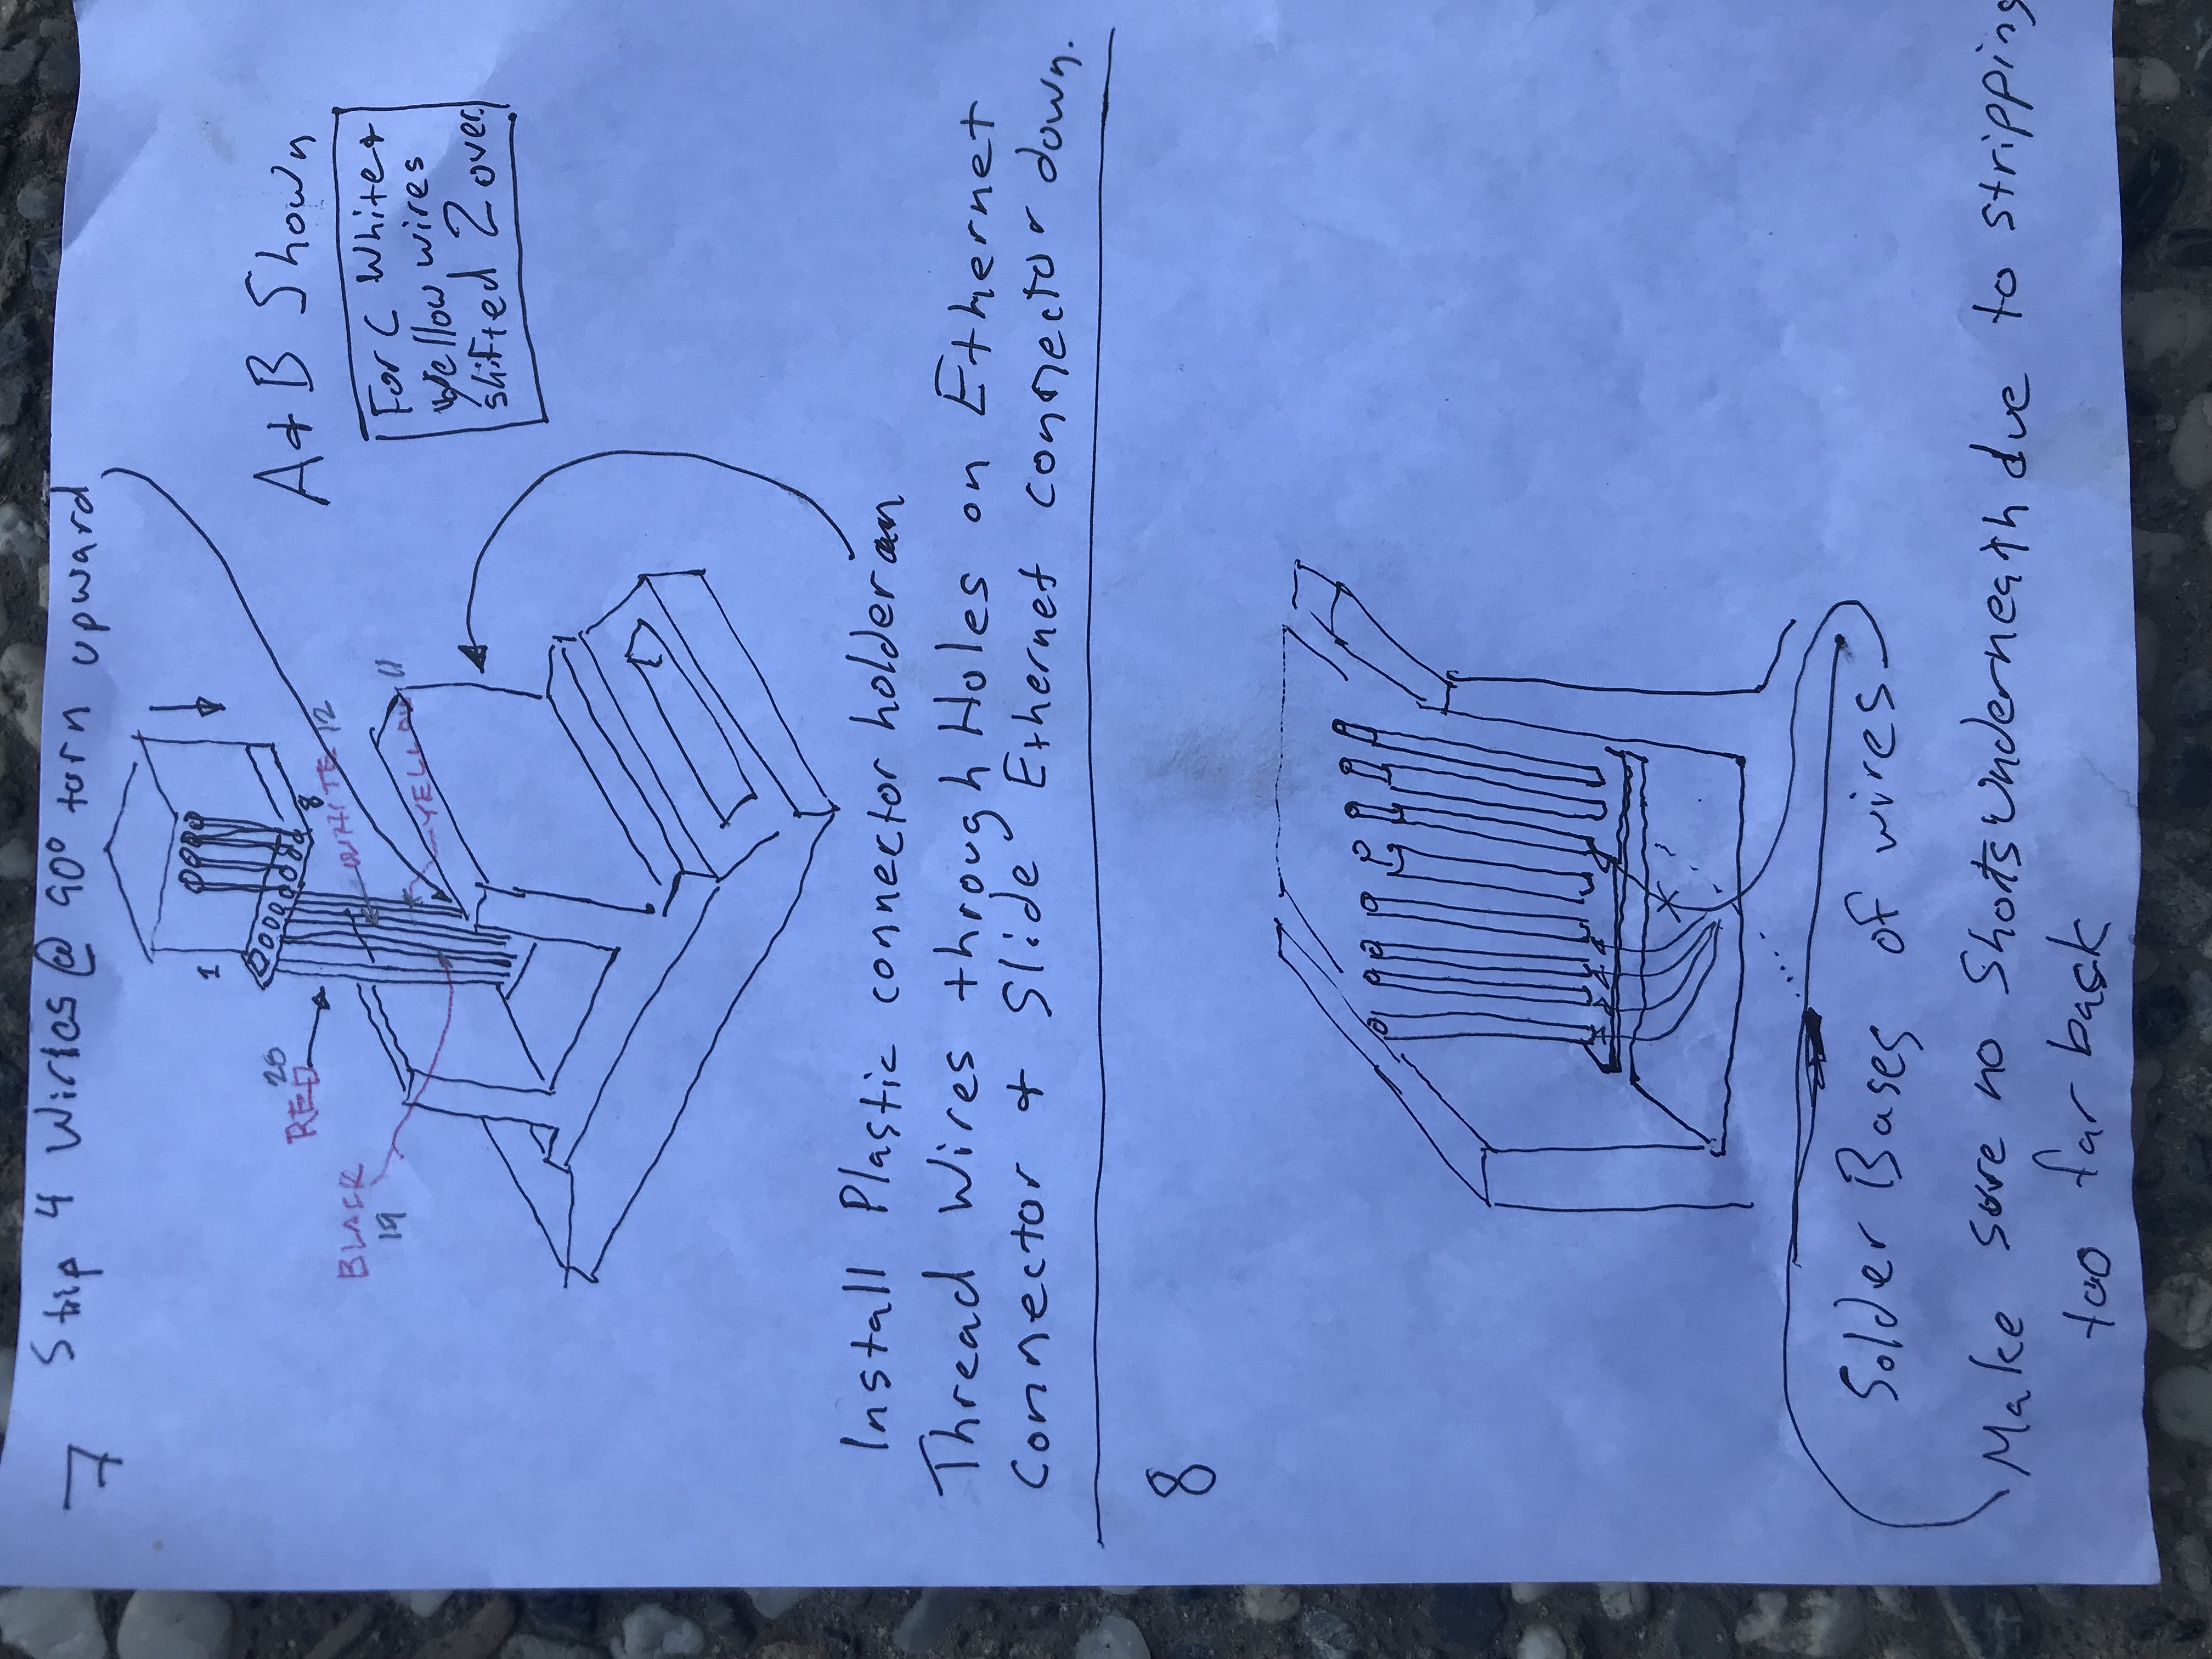 7
Strip 4 Wires @ 90° turn upward
1
20
RED
8
WHITE 12
BLACK
19
YELLOW 11
1
A & B Shown
For C White &
yellow wires
shifted 2 over.
Install Plastic connector holder an
Thread Wires through Holes on Ethernet
Connector & Slide Ethernet connector down.
8
Solder Bases of wires
Make sure no Shorts Underneath due to stripping
too far back